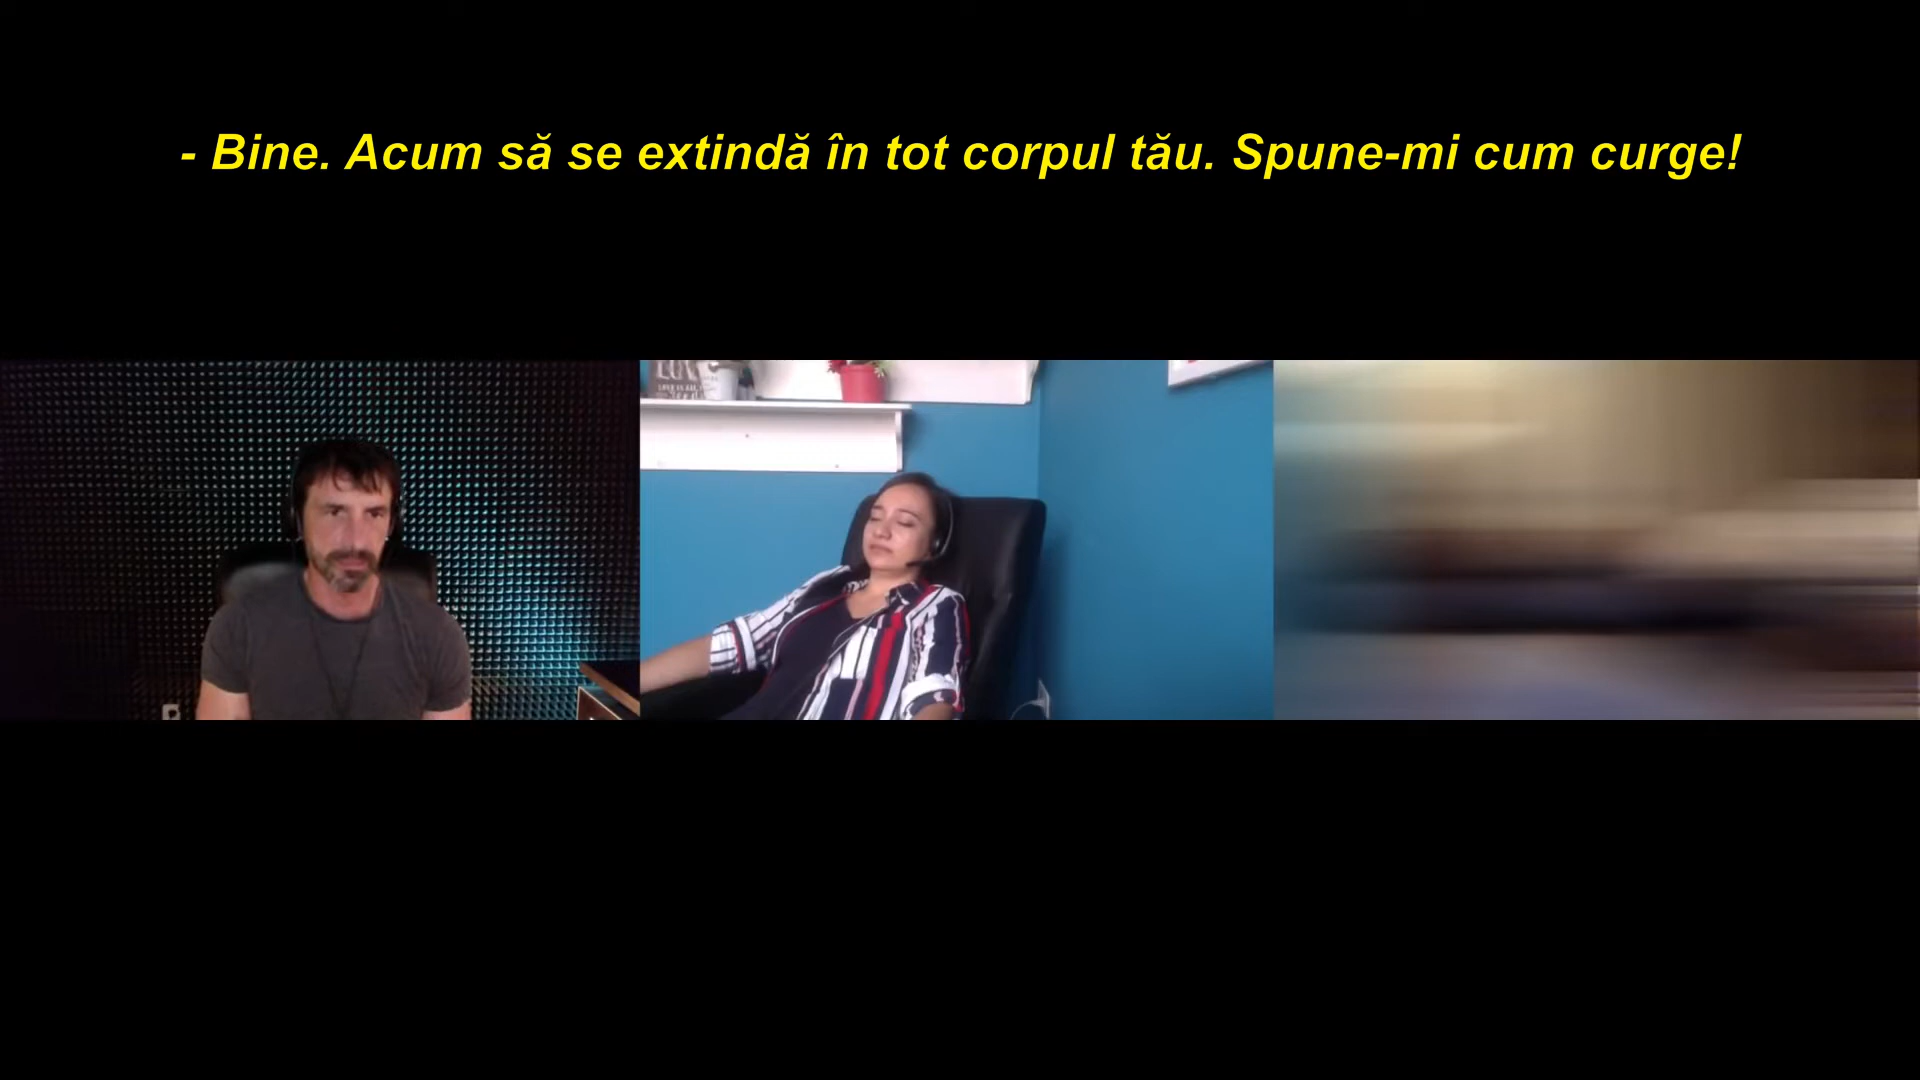 - Bine. Acum să se extindă în tot corpul tău. Spune-mi cum curge!